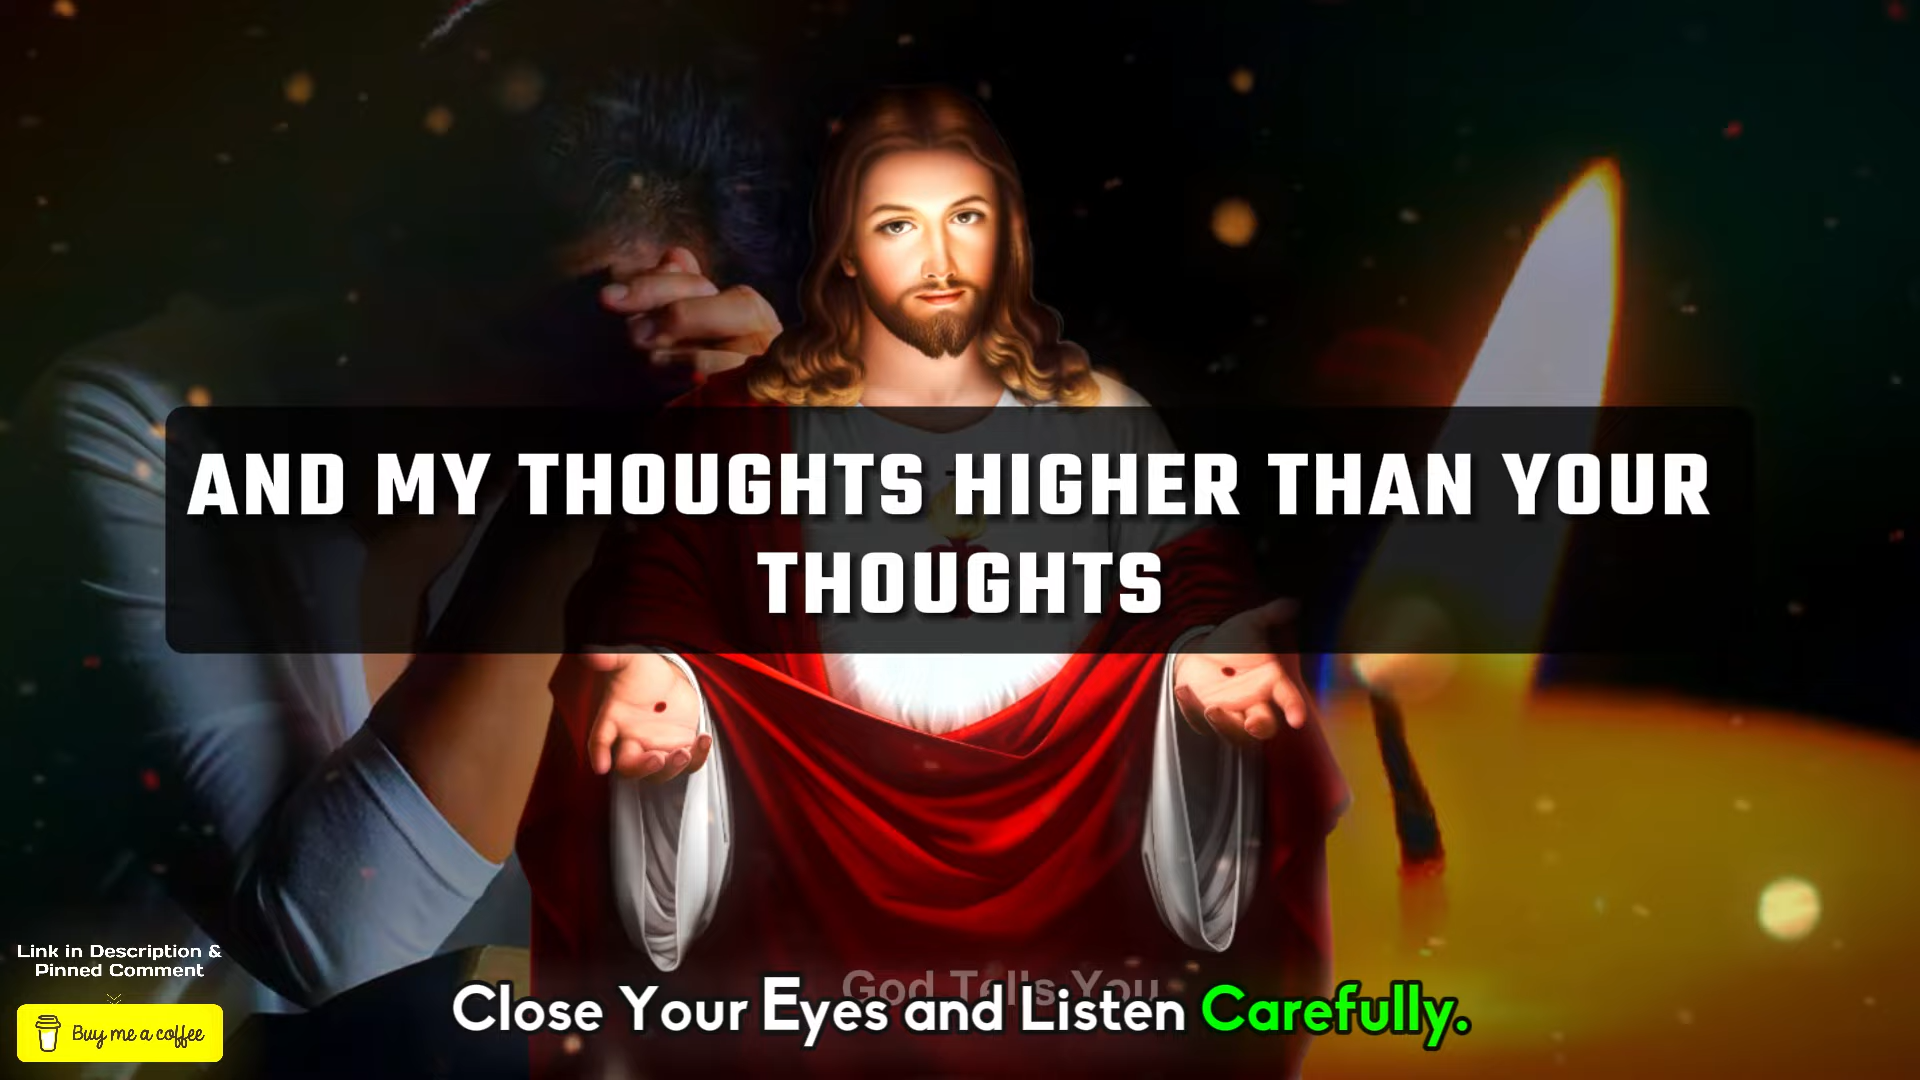 AND MY THOUGHTS HIGHER THAN YOUR
THOUGHTS
Link in Description &
Pinned Comment
Buy me a coffee
God Tells You
Close Your Eyes and Listen Carefully.